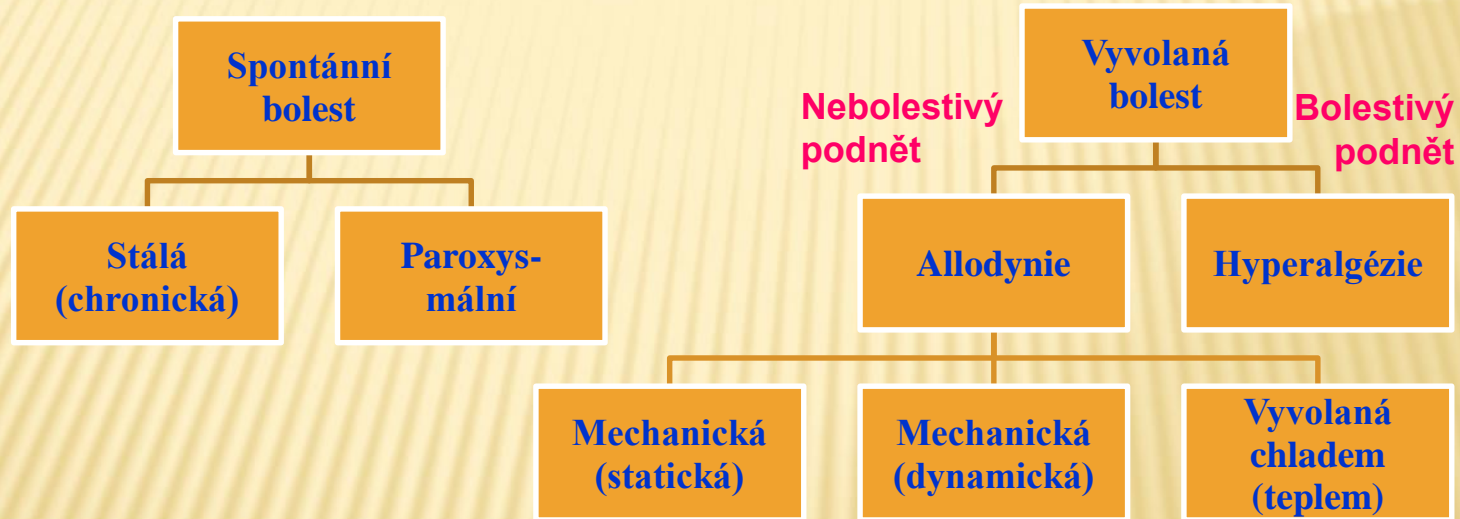 Spontánní
bolest
Stálá
(chronická)
Paroxys-
mální
Vyvolaná
bolest
Nebolestivý
podnět
Bolestivý
podnět
Allodynie
Hyperalgézie
Mechanická
(statická)
Mechanická
(dynamická)
Vyvolaná
chladem
(teplem)